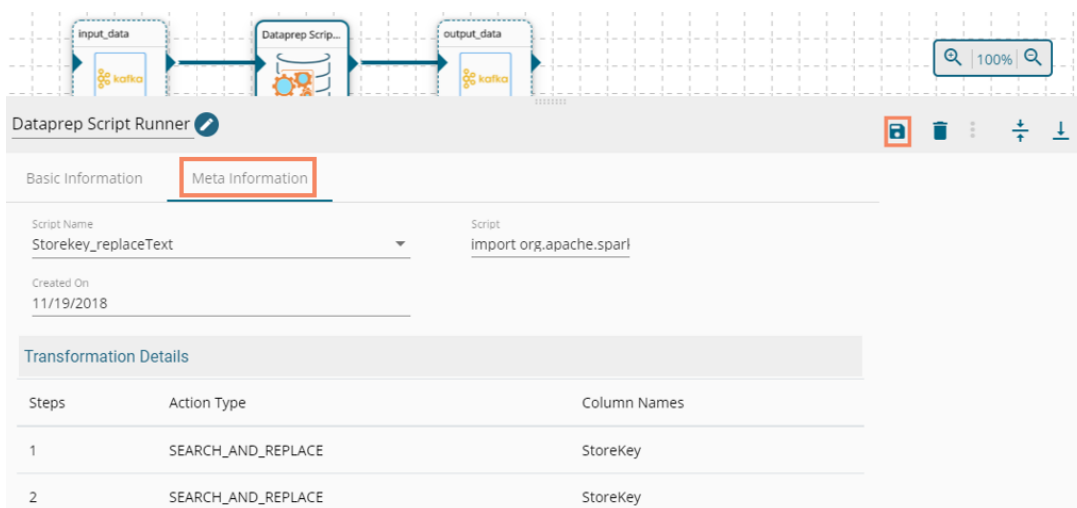 input_data
Dataprep Scrip...
output_data
kafka
kafka
100%
Dataprep Script Runner
Basic Information
Meta Information
Script Name
Storekey_replaceText
Script
import org.apache.spark
Created On
11/19/2018
Transformation Details
Steps Action Type Column Names
1 SEARCH_AND_REPLACE StoreKey
2 SEARCH_AND_REPLACE StoreKey